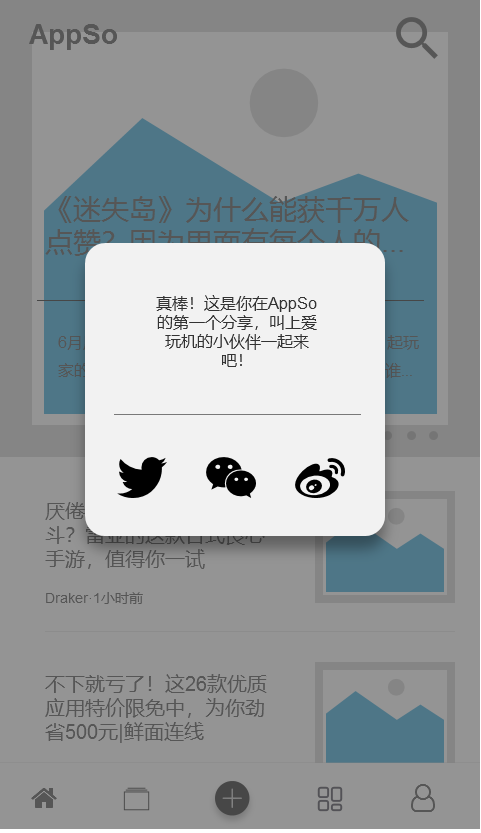 AppSo
《迷失岛》为什么能获千万人
点赞？因为里面有每个人的...
真棒！这是你在AppSo
的第一个分享，叫上爱
玩机的小伙伴一起来
吧！
6月
起玩
家的
谁...
厌倦
斗？
手游，值得你一试
Draker·1小时前
不下就亏了！这26款优质
应用特价限免中，为你劲
省500元|鲜面连线